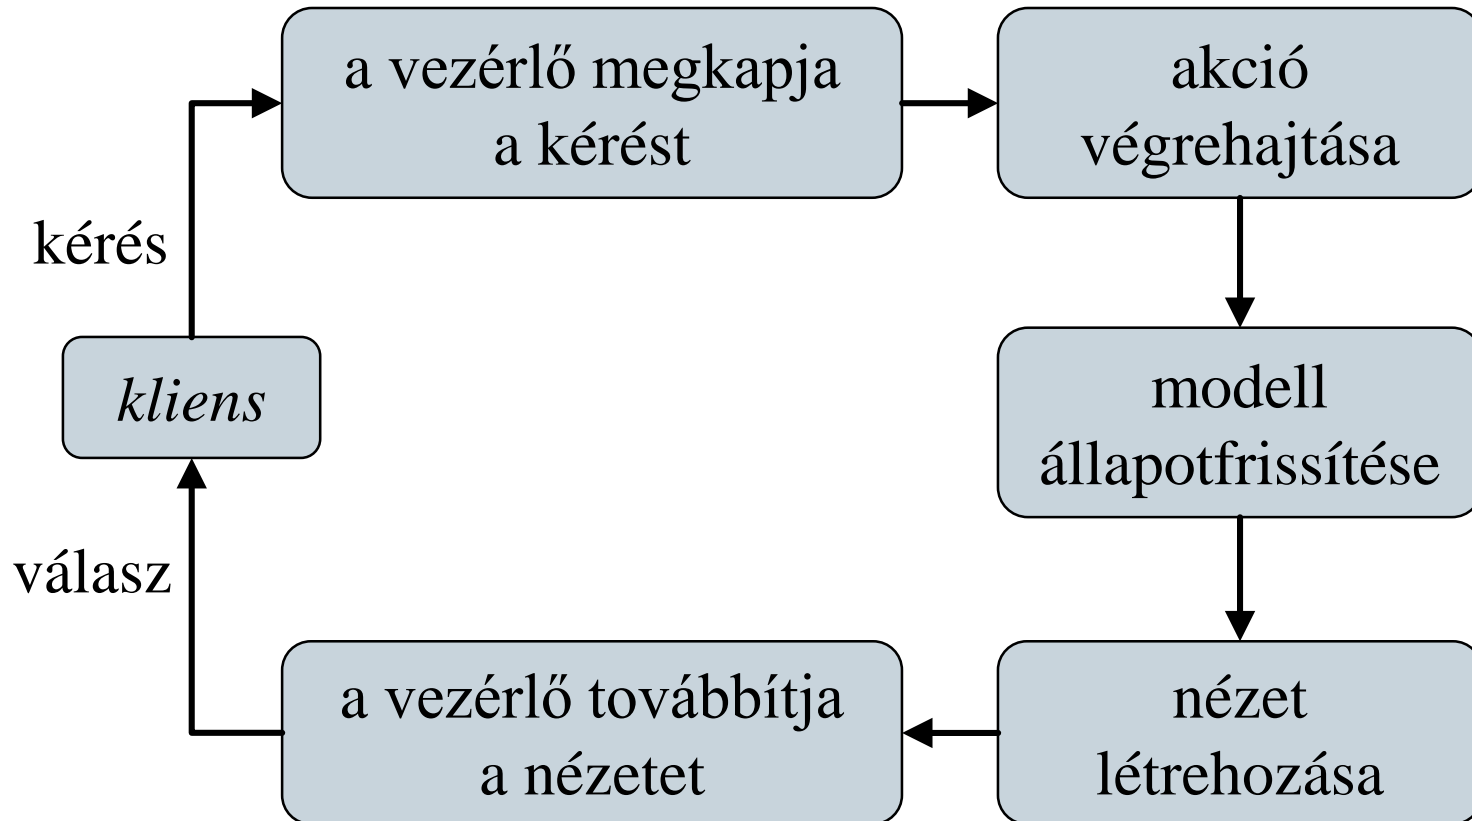 a vezérlő megkapja
a kérést
akció
végrehajtása
kérés
kliens
modell
állapotfrissítése
válasz
a vezérlő továbbítja
a nézetet
nézet
létrehozása